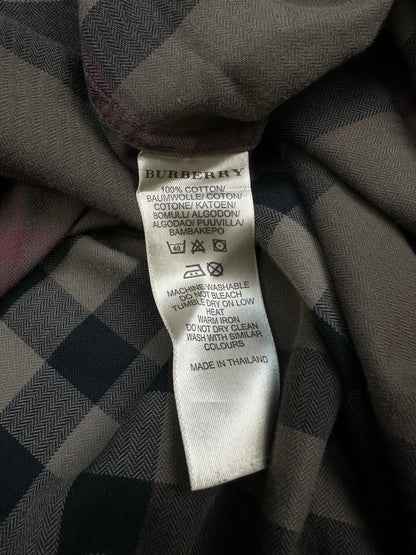 BURBERRY
100% COTTON/
BAUMWOLLE/ COTON/
COTONE/ KATOEN/
BOMULL/ ALGODON/
ALGODAO/ PUUVILLA/
BAMBAKEPO
40
MACHINE WASHABLE
DO NOT BLEACH
TUMBLE DRY ON LOW
HEAT
WARM IRON
DO NOT DRY CLEAN
WASH WITH SIMILAR
COLOURS
MADE IN THAILAND